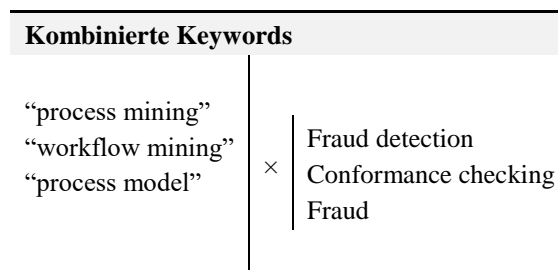 Kombinierte Keywords
“process mining”
“workflow mining”
“process model”
×
Fraud detection
Conformance checking
Fraud